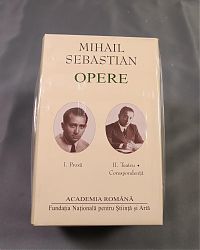 MIHAIL
SEBASTIAN
OPERE
I. Proză
II. Teatru •
Corespondență
ACADEMIA ROMÂNĂ
Fundația Națională pentru Știință și Artă